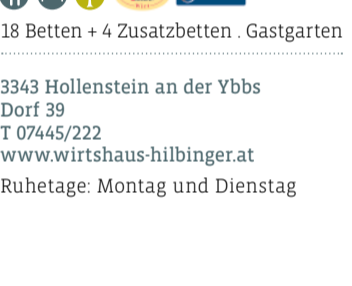 18 Betten + 4 Zusatzbetten . Gastgarten
3343 Hollenstein an der Ybbs
Dorf 39
T 07445/222
www.wirtshaus-hilbinger.at
Ruhetage: Montag und Dienstag